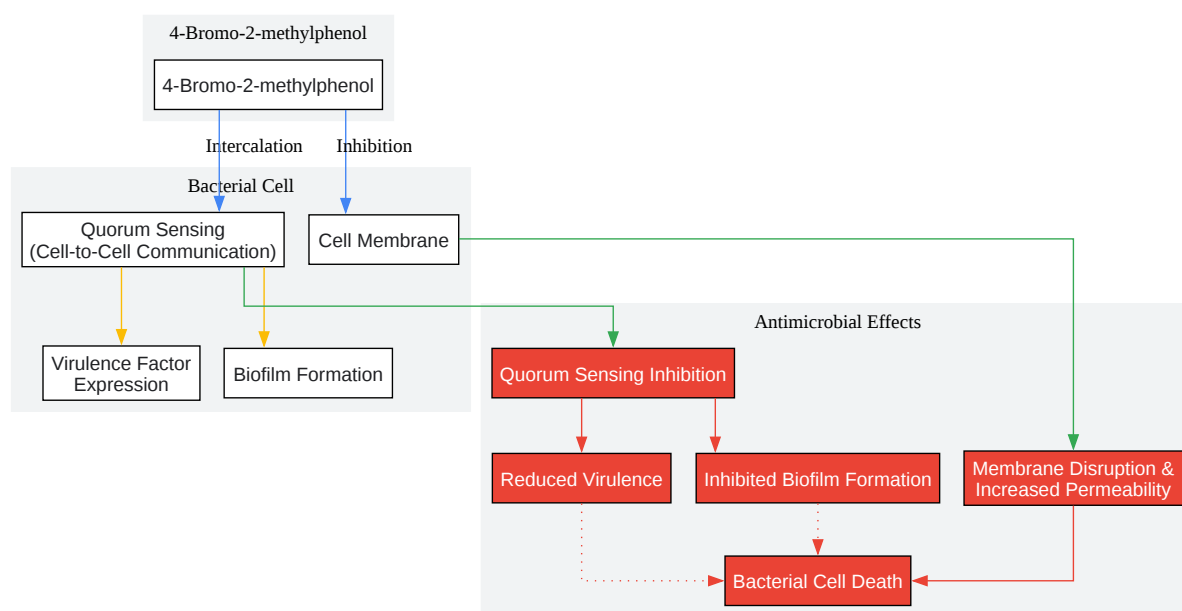 4-Bromo-2-methylphenol
4-Bromo-2-methylphenol
Intercalation
Inhibition
Bacterial Cell
Quorum Sensing
(Cell-to-Cell Communication)
Cell Membrane
Virulence Factor
Expression
Biofilm Formation
Antimicrobial Effects
Quorum Sensing Inhibition
Reduced Virulence
Inhibited Biofilm Formation
Membrane Disruption &
Increased Permeability
Bacterial Cell Death